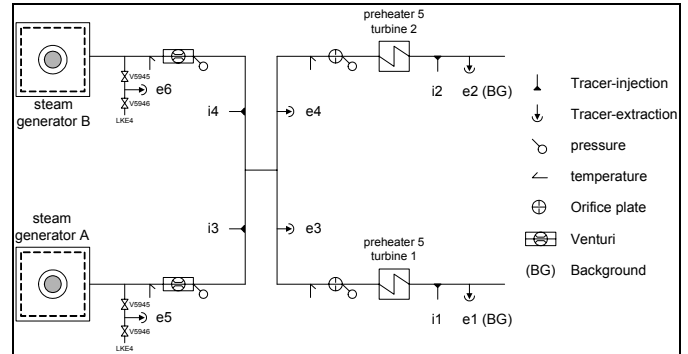 preheater 5
turbine 2
V5945
V5946
LKE4
e6
steam
generator B
i4
e4
i2
e2 (BG)
Tracer-injection
Tracer-extraction
pressure
temperature
Orifice plate
Venturi
(BG) Background
steam
generator A
i3
e3
preheater 5
turbine 1
V5945
V5946
LKE4
e5
i1
e1 (BG)